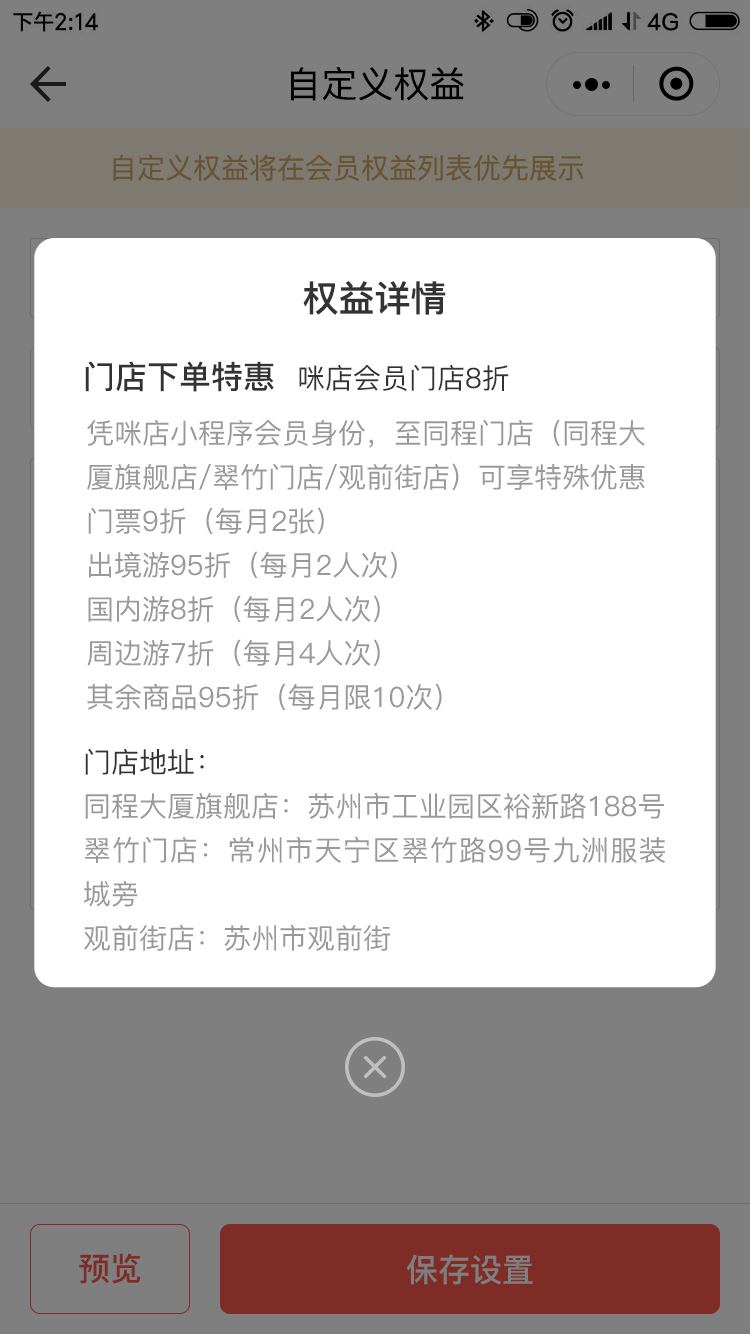 下午2:14
4G
自定义权益
自定义权益将在会员权益列表优先展示
权益详情
门店下单特惠 咪店会员门店8折
凭咪店小程序会员身份，至同程门店（同程大
厦旗舰店/翠竹门店/观前街店）可享特殊优惠
门票9折（每月2张）
出境游95折（每月2人次）
国内游8折（每月2人次）
周边游7折（每月4人次）
其余商品95折（每月限10次）
门店地址：
同程大厦旗舰店：苏州市工业园区裕新路188号
翠竹门店：常州市天宁区翠竹路99号九洲服装
城旁
观前街店：苏州市观前街
预览
保存设置